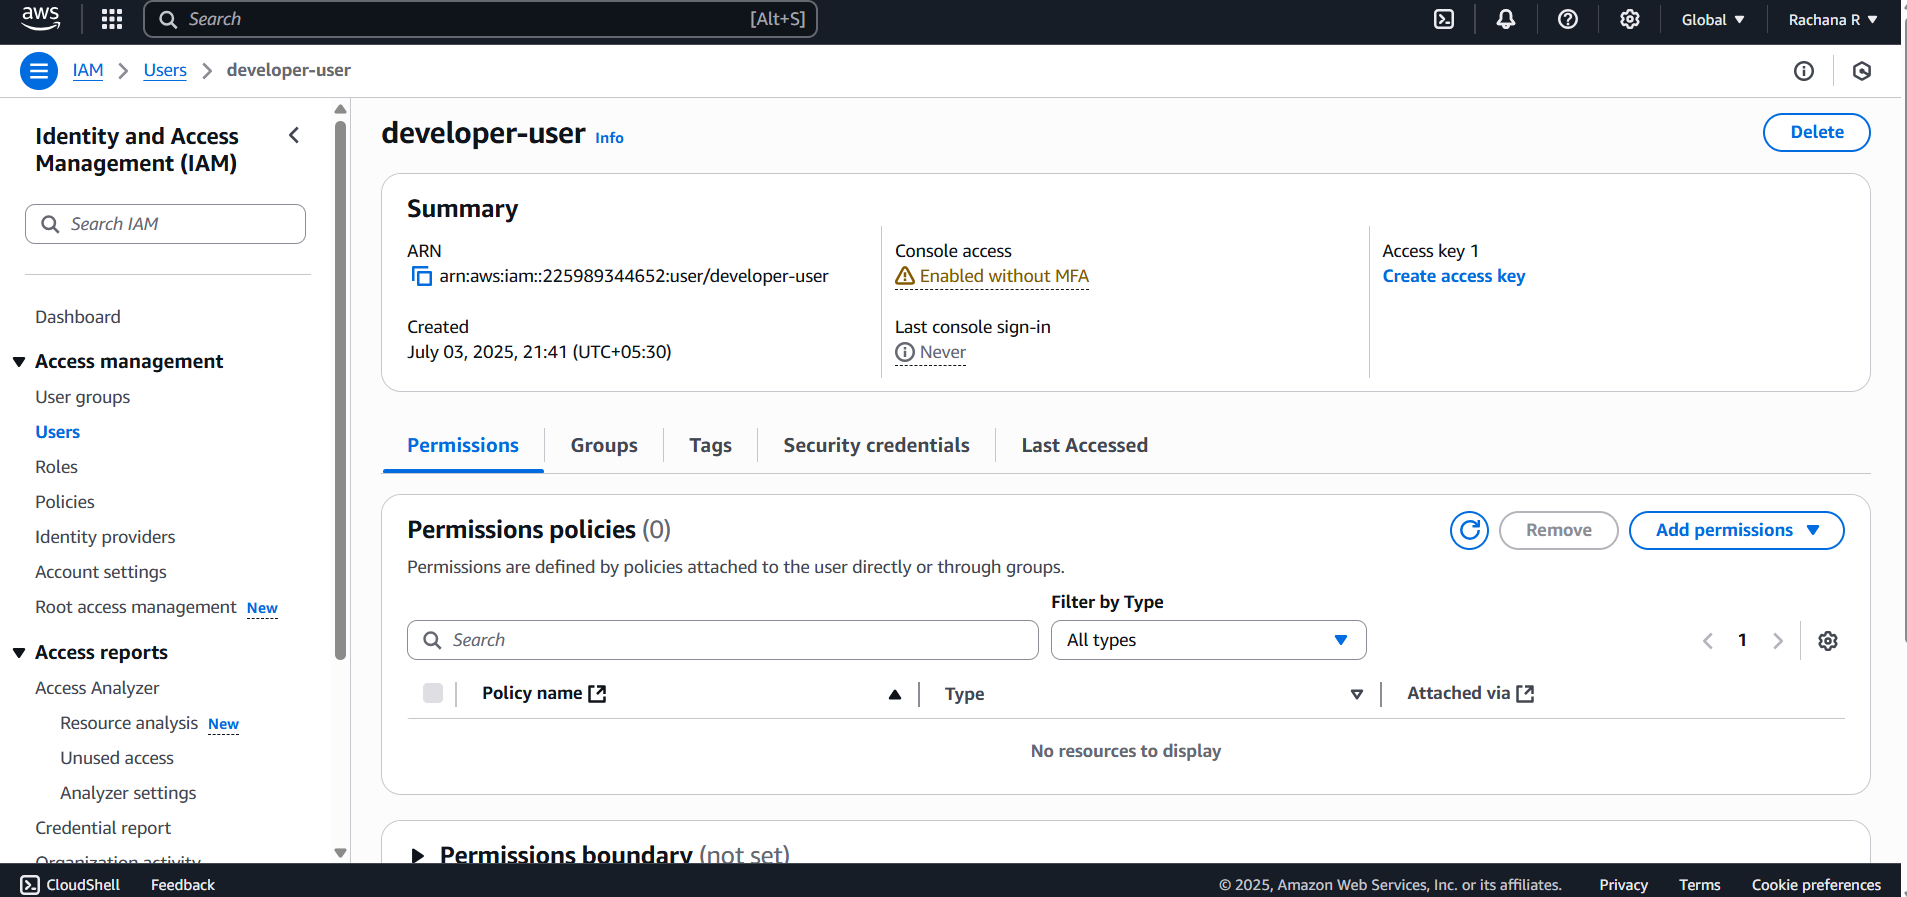 aws
Search [Alt+S]
Global
Rachana R
IAM
Users
developer-user
Identity and Access
Management (IAM)
Search IAM
Dashboard
Access management
User groups
Users
Roles
Policies
Identity providers
Account settings
Root access management New
Access reports
Access Analyzer
Resource analysis New
Unused access
Analyzer settings
Credential report
Organization activity
developer-user Info
Delete
Summary
ARN
arn:aws:iam::225989344652:user/developer-user
Created
July 03, 2025, 21:41 (UTC+05:30)
Console access
Enabled without MFA
Last console sign-in
Never
Access key 1
Create access key
Permissions
Groups
Tags
Security credentials
Last Accessed
Permissions policies (0)
Remove
Add permissions
Permissions are defined by policies attached to the user directly or through groups.
Filter by Type
Search
All types
1
Policy name
Type
Attached via
No resources to display
Permissions boundary (not set)
CloudShell
Feedback
© 2025, Amazon Web Services, Inc. or its affiliates.
Privacy
Terms
Cookie preferences